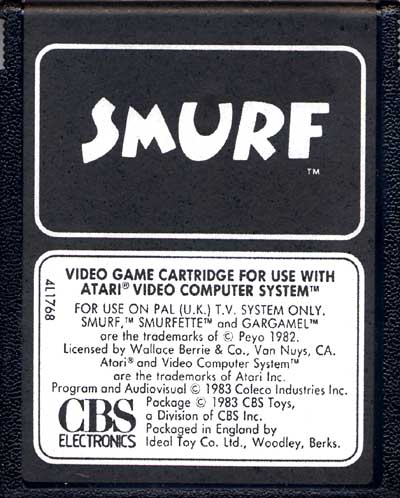 SMURF
TM
VIDEO GAME CARTRIDGE FOR USE WITH
ATARI® VIDEO COMPUTER SYSTEM™
4L1768
FOR USE ON PAL (U.K.) T.V. SYSTEM ONLY.
SMURF,™ SMURFETTE and GARGAMEL™
are the trademarks of © Peyo 1982.
Licensed by Wallace Berrie & Co., Van Nuys, CA.
Atari® and Video Computer System™
are the trademarks of Atari Inc.
Program and Audiovisual © 1983 Coleco Industries Inc.
Package © 1983 CBS Toys,
a Division of CBS Inc.
Packaged in England by
Ideal Toy Co. Ltd., Woodley, Berks.
CBS
ELECTRONICS